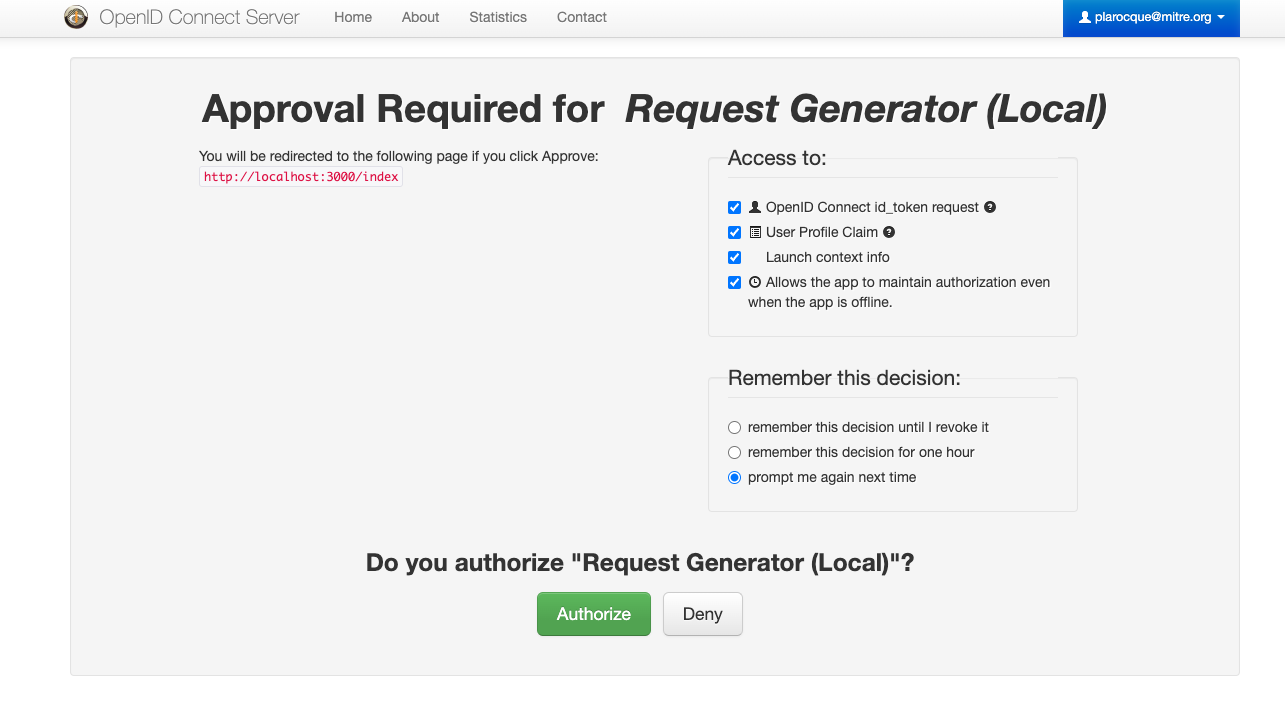 OpenID Connect Server Home About Statistics Contact plarocque@mitre.org
Approval Required for Request Generator (Local)
You will be redirected to the following page if you click Approve:
http://localhost:3000/index
Access to:
OpenID Connect id_token request
User Profile Claim
Launch context info
Allows the app to maintain authorization even
when the app is offline.
Remember this decision:
remember this decision until I revoke it
remember this decision for one hour
prompt me again next time
Do you authorize "Request Generator (Local)"?
Authorize Deny